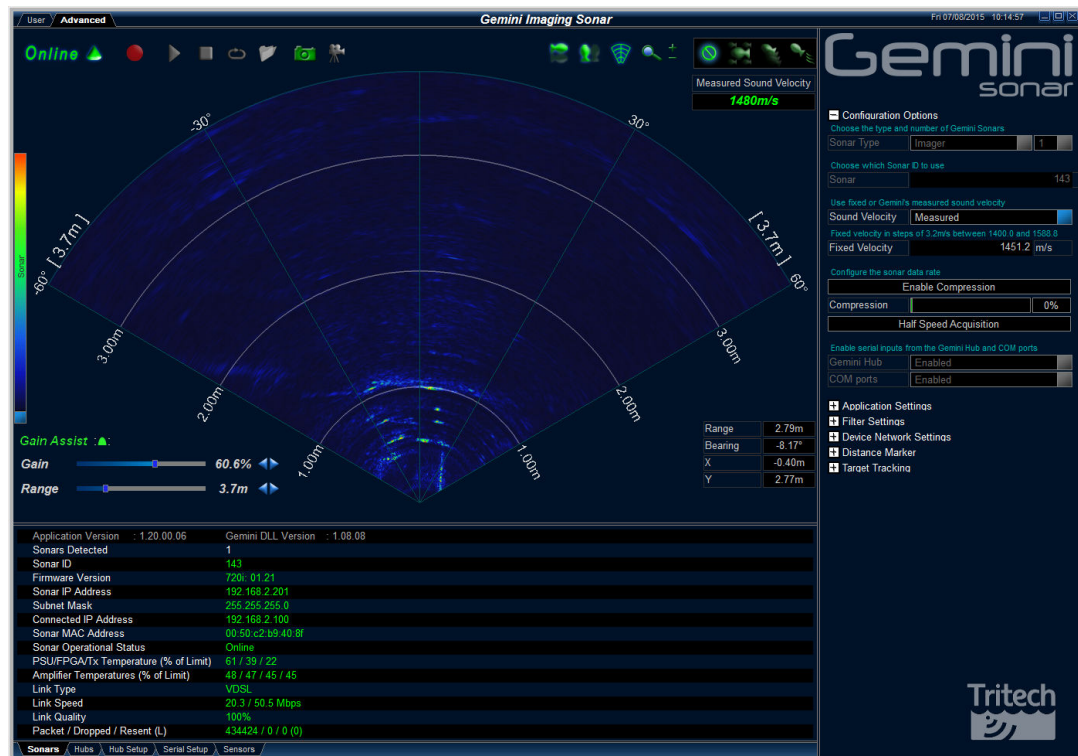 User Advanced Gemini Imaging Sonar Fri 07/08/2015 10:14:57
Online
Measured Sound Velocity
1480m/s
-30° 30°
[ 3.7m ] [ 3.7m ]
-60° 60°
Sonar
3.00m 3.00m
2.00m 2.00m
1.00m 1.00m
Gain Assist :
Gain 60.6%
Range 3.7m
Range 2.79m
Bearing -8.17°
X -0.40m
Y 2.77m
Gemini
sonar
Configuration Options
Choose the type and number of Gemini Sonars
Sonar Type Imager 1
Choose which Sonar ID to use
Sonar 143
Use fixed or Gemini's measured sound velocity
Sound Velocity Measured
Fixed velocity in steps of 3.2m/s between 1400.0 and 1588.8
Fixed Velocity 1451.2 m/s
Configure the sonar data rate
Enable Compression
Compression 0%
Half Speed Acquisition
Enable serial inputs from the Gemini Hub and COM ports
Gemini Hub Enabled
COM ports Enabled
Application Settings
Filter Settings
Device Network Settings
Distance Marker
Target Tracking
Application Version : 1.20.00.06 Gemini DLL Version : 1.08.08
Sonars Detected 1
Sonar ID 143
Firmware Version 720i: 01.21
Sonar IP Address 192.168.2.201
Subnet Mask 255.255.255.0
Connected IP Address 192.168.2.100
Sonar MAC Address 00:50:c2:b9:40:8f
Sonar Operational Status Online
PSU/FPGA/Tx Temperature (% of Limit) 61 / 39 / 22
Amplifier Temperatures (% of Limit) 48 / 47 / 45 / 45
Link Type VDSL
Link Speed 20.3 / 50.5 Mbps
Link Quality 100%
Packet / Dropped / Resent (L) 434424 / 0 / 0 (0)
Sonars Hubs Hub Setup Serial Setup Sensors
Tritech